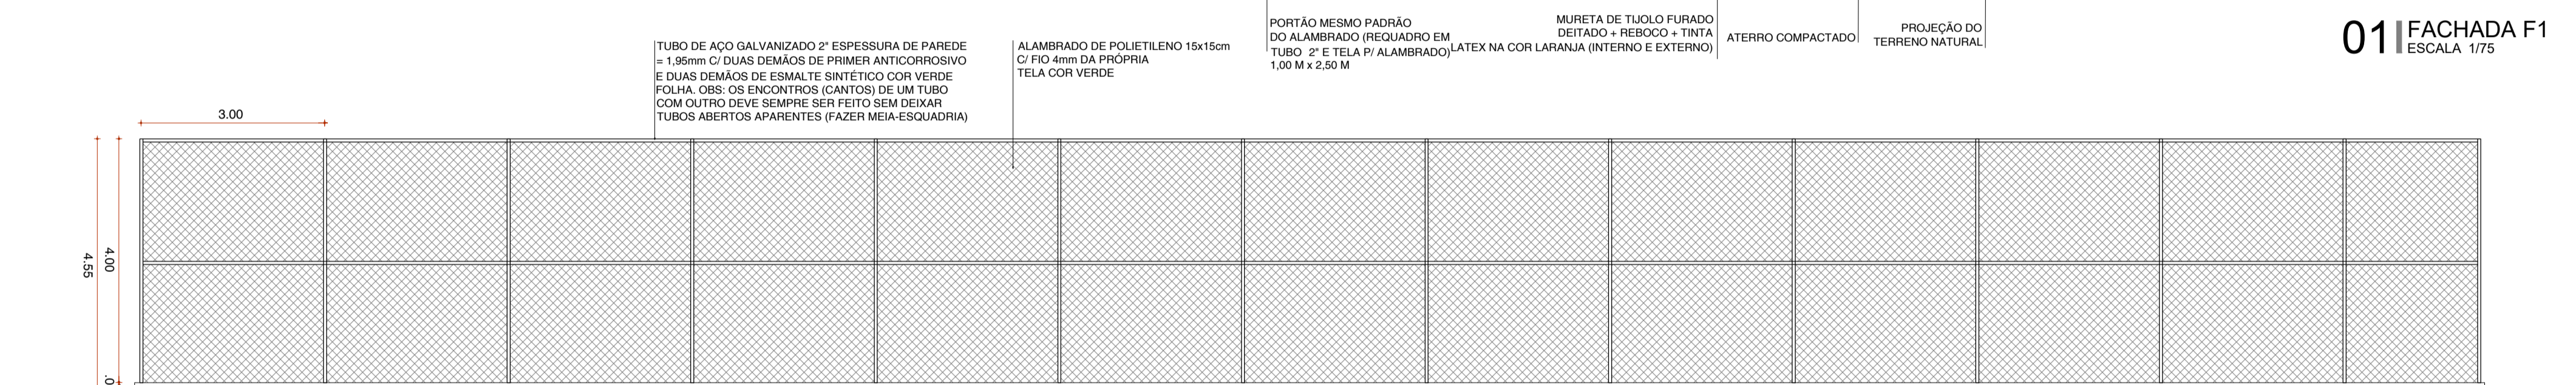 PORTÃO MESMO PADRÃO
DO ALAMBRADO (REQUADRO EM
TUBO 2" E TELA P/ ALAMBRADO)
1,00 M x 2,50 M
MURETA DE TIJOLO FURADO
DEITADO + REBOCO + TINTA
LATEX NA COR LARANJA (INTERNO E EXTERNO)
ATERRO COMPACTADO
PROJEÇÃO DO
TERRENO NATURAL
01 FACHADA F1
ESCALA 1/75
TUBO DE AÇO GALVANIZADO 2" ESPESSURA DE PAREDE
= 1,95mm C/ DUAS DEMÃOS DE PRIMER ANTICORROSIVO
E DUAS DEMÃOS DE ESMALTE SINTÉTICO COR VERDE
FOLHA. OBS: OS ENCONTROS (CANTOS) DE UM TUBO
COM OUTRO DEVE SEMPRE SER FEITO SEM DEIXAR
TUBOS ABERTOS APARENTES (FAZER MEIA-ESQUADRIA)
ALAMBRADO DE POLIETILENO 15x15cm
C/ FIO 4mm DA PRÓPRIA
TELA COR VERDE
3.00
4.55
4.00